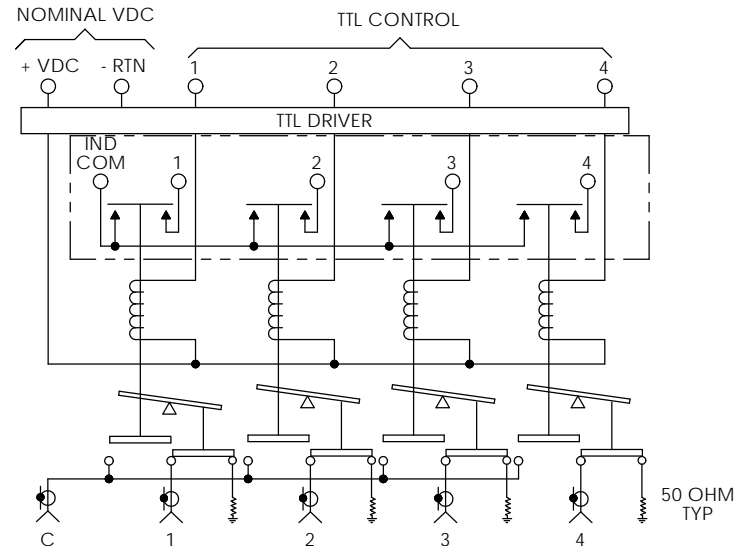 NOMINAL VDC
TTL CONTROL
+ VDC - RTN 1 2 3 4
TTL DRIVER
IND
COM 1 2 3 4
50 OHM
TYP
C 1 2 3 4